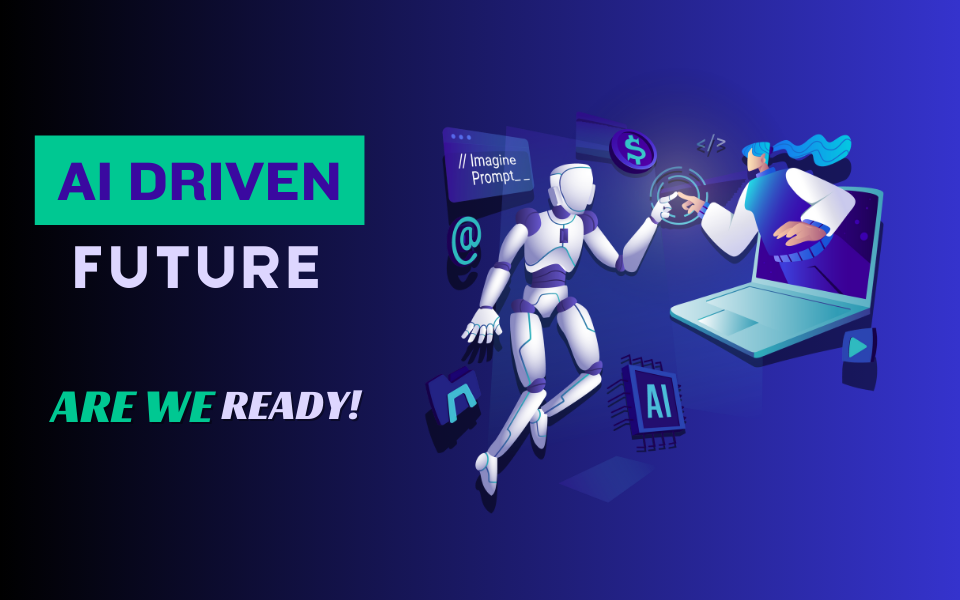 AI DRIVEN
FUTURE
ARE WE READY!
// Imagine
Prompt_ _
@
$
</>
AI